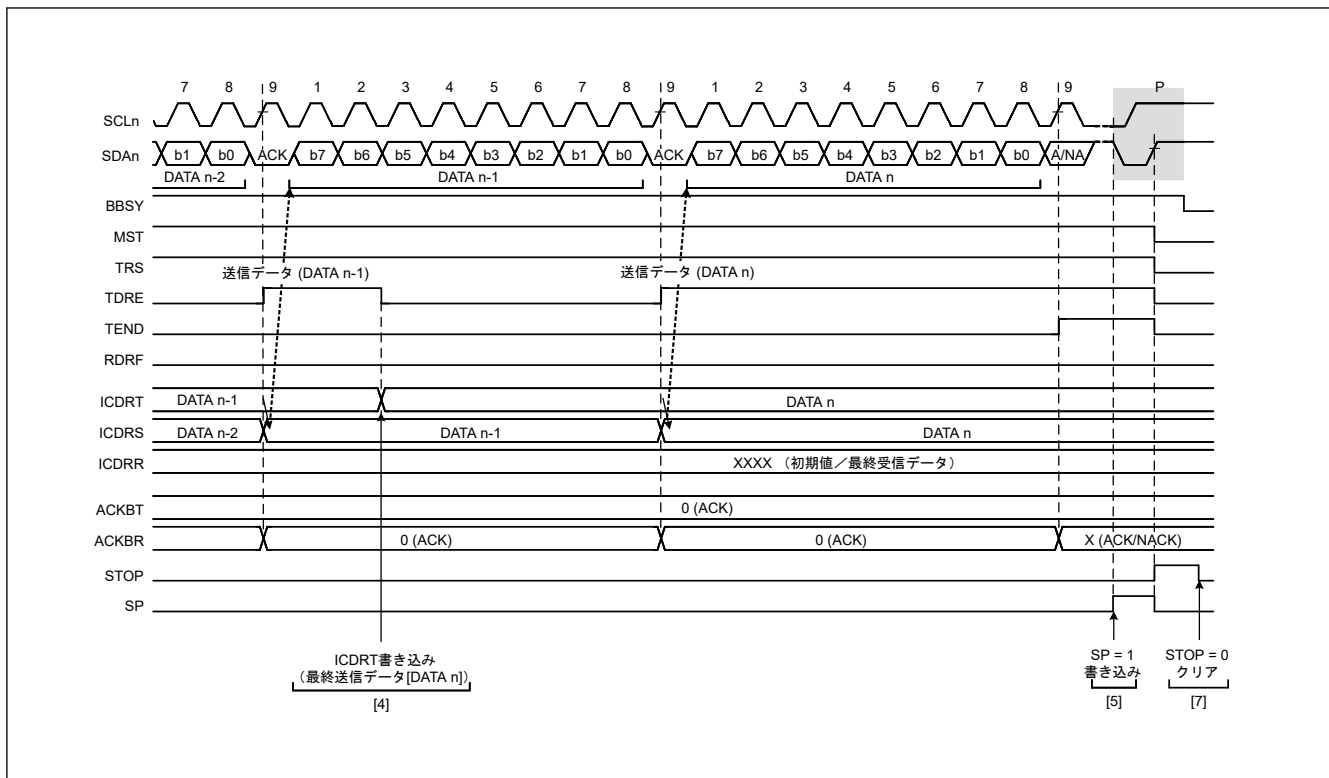 7 8 9 1 2 3 4 5 6 7 8 9 1 2 3 4 5 6 7 8 9 P
SCLn
SDAn b1 b0 ACK b7 b6 b5 b4 b3 b2 b1 b0 ACK b7 b6 b5 b4 b3 b2 b1 b0 A/NA
DATA n-2 DATA n-1 DATA n
BBSY
MST
TRS
送信データ (DATA n-1) 送信データ (DATA n)
TDRE
TEND
RDRF
ICDRT DATA n-1 DATA n
ICDRS DATA n-2 DATA n-1 DATA n
ICDRR XXXX （初期値／最終受信データ）
ACKBT 0 (ACK)
ACKBR 0 (ACK) 0 (ACK) X (ACK/NACK)
STOP
SP
ICDRT書き込み
（最終送信データ[DATA n]）
[4]
SP = 1
書き込み
[5]
STOP = 0
クリア
[7]